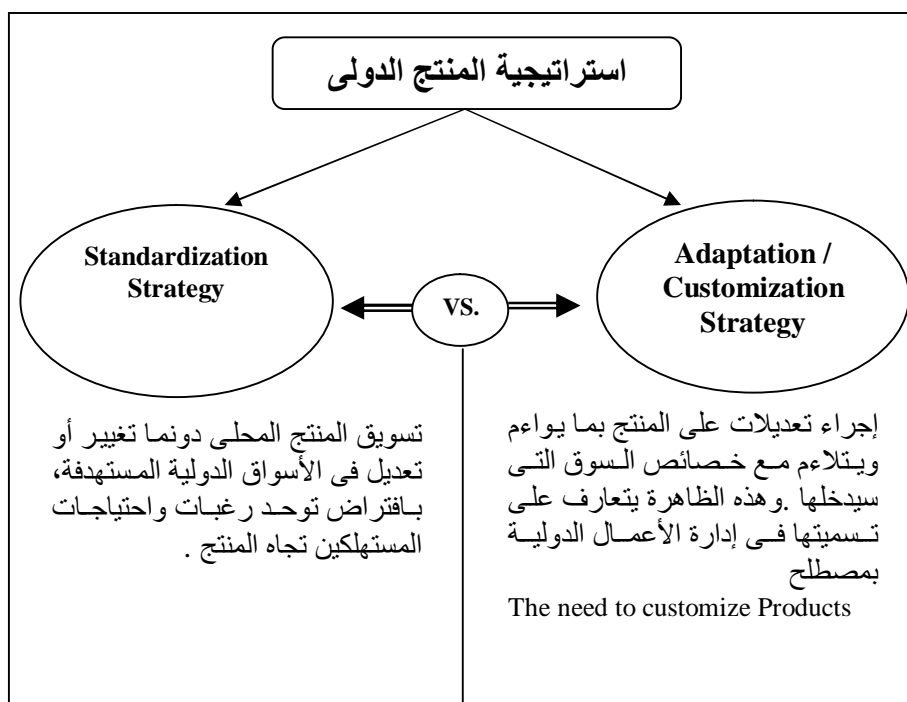 استراتيجية المنتج الدولى
Adaptation /
Customization
Strategy
VS.
Standardization
Strategy
إجراء تعديلات على المنتج بما يواءم
ويتلاءم مع خصائص السوق التى
سيدخلها .وهذه الظاهرة يتعارف على
تسميتها فى إدارة الأعمال الدولية
بمصطلح
The need to customize Products
تسويق المنتج المحلى دونما تغيير أو
تعديل فى الأسواق الدولية المستهدفة،
بافتراض توحد رغبات واحتياجات
المستهلكين تجاه المنتج .